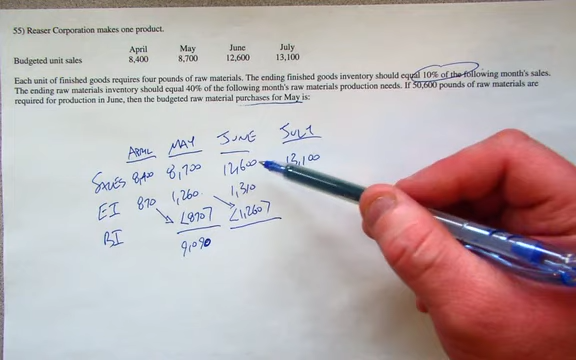 55) Reaser Corporation makes one product.
April May June July
Budgeted unit sales 8,400 8,700 12,600 13,100
Each unit of finished goods requires four pounds of raw materials. The ending finished goods inventory should equal 10% of the following month's sales.
The ending raw materials inventory should equal 40% of the following month's raw materials production needs. If 50,600 pounds of raw materials are
required for production in June, then the budgeted raw material purchases for May is:
APRIL MAY JUNE JULY
SALES 8,400 8,700 12,600 13,100
EI 870 1,260 1,310
BI <870> <1,260>
9,090